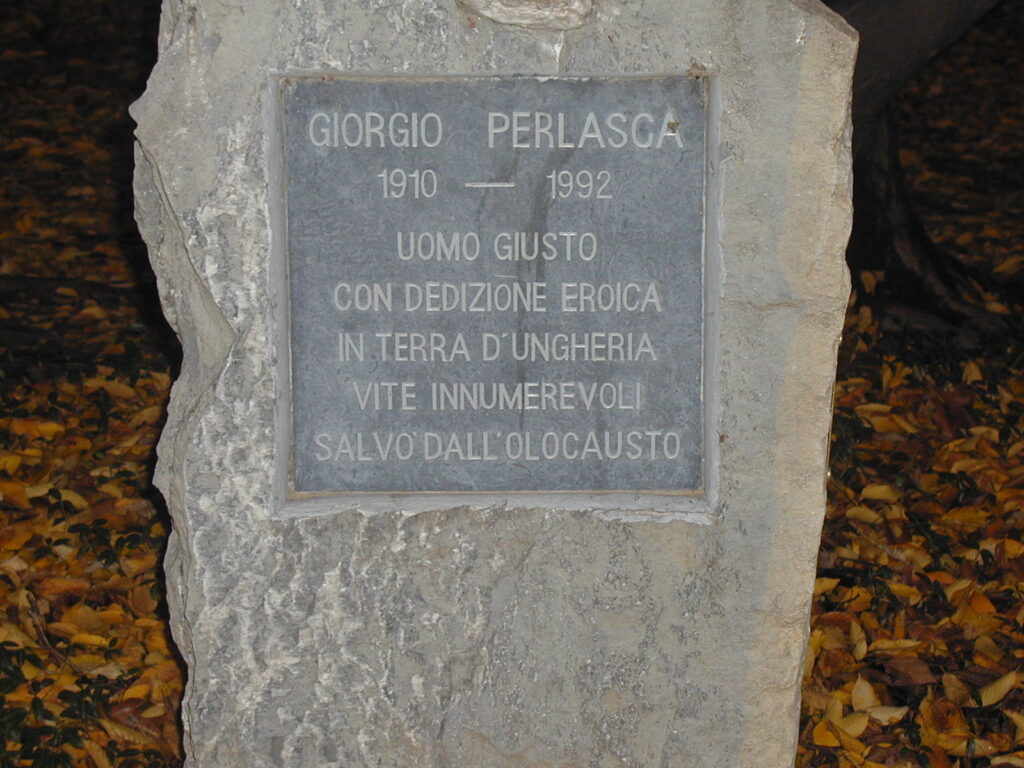 GIORGIO PERLASCA
1910 — 1992
UOMO GIUSTO
CON DEDIZIONE EROICA
IN TERRA D'UNGHERIA
VITE INNUMEREVOLI
SALVO' DALL'OLOCAUSTO